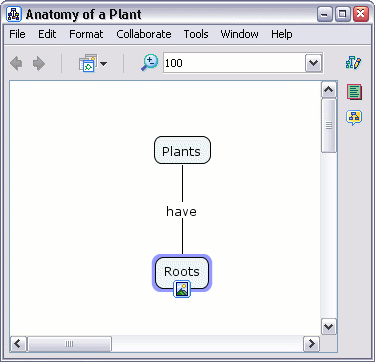 Anatomy of a Plant
File Edit Format Collaborate Tools Window Help
100
Plants
have
Roots